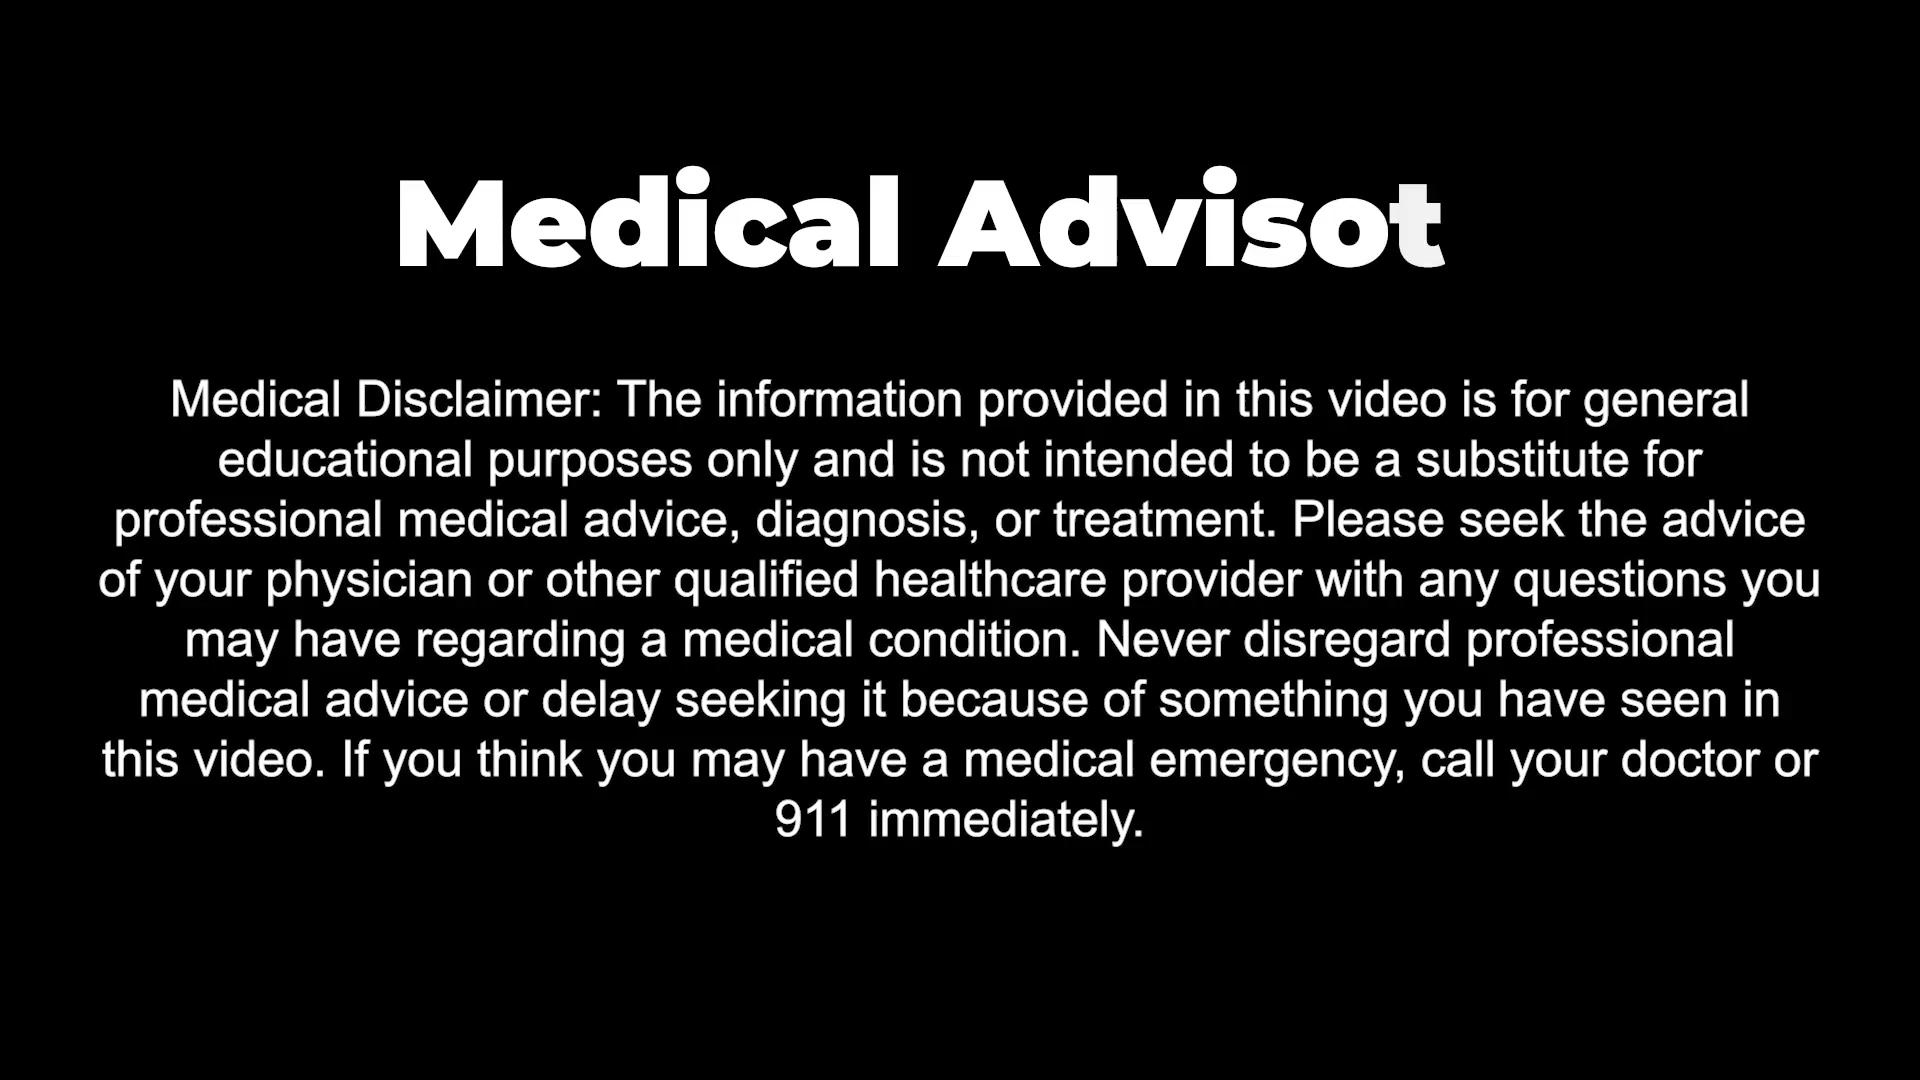 Medical Advisot
Medical Disclaimer: The information provided in this video is for general
educational purposes only and is not intended to be a substitute for
professional medical advice, diagnosis, or treatment. Please seek the advice
of your physician or other qualified healthcare provider with any questions you
may have regarding a medical condition. Never disregard professional
medical advice or delay seeking it because of something you have seen in
this video. If you think you may have a medical emergency, call your doctor or
911 immediately.